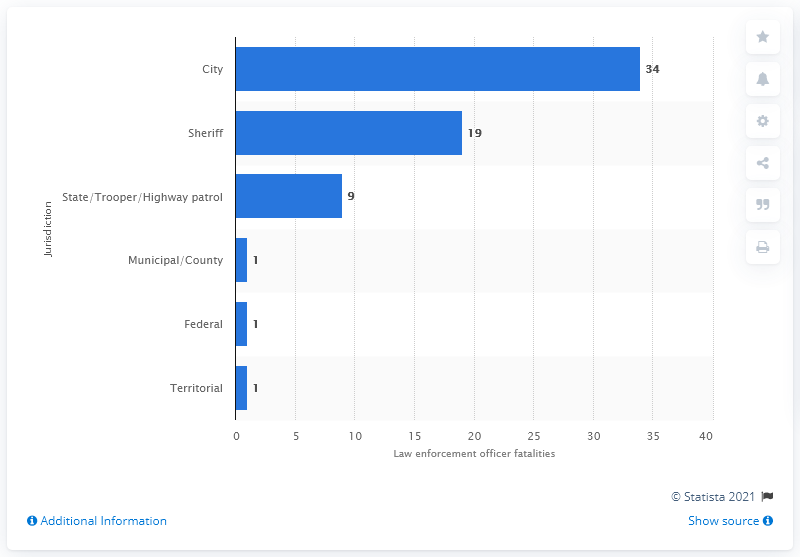 City 34
Sheriff 19
State/Trooper/Highway patrol 9
Municipal/County 1
Federal 1
Territorial 1
Jurisdiction
0 5 10 15 20 25 30 35 40
Law enforcement officer fatalities
© Statista 2021
Additional Information
Show source